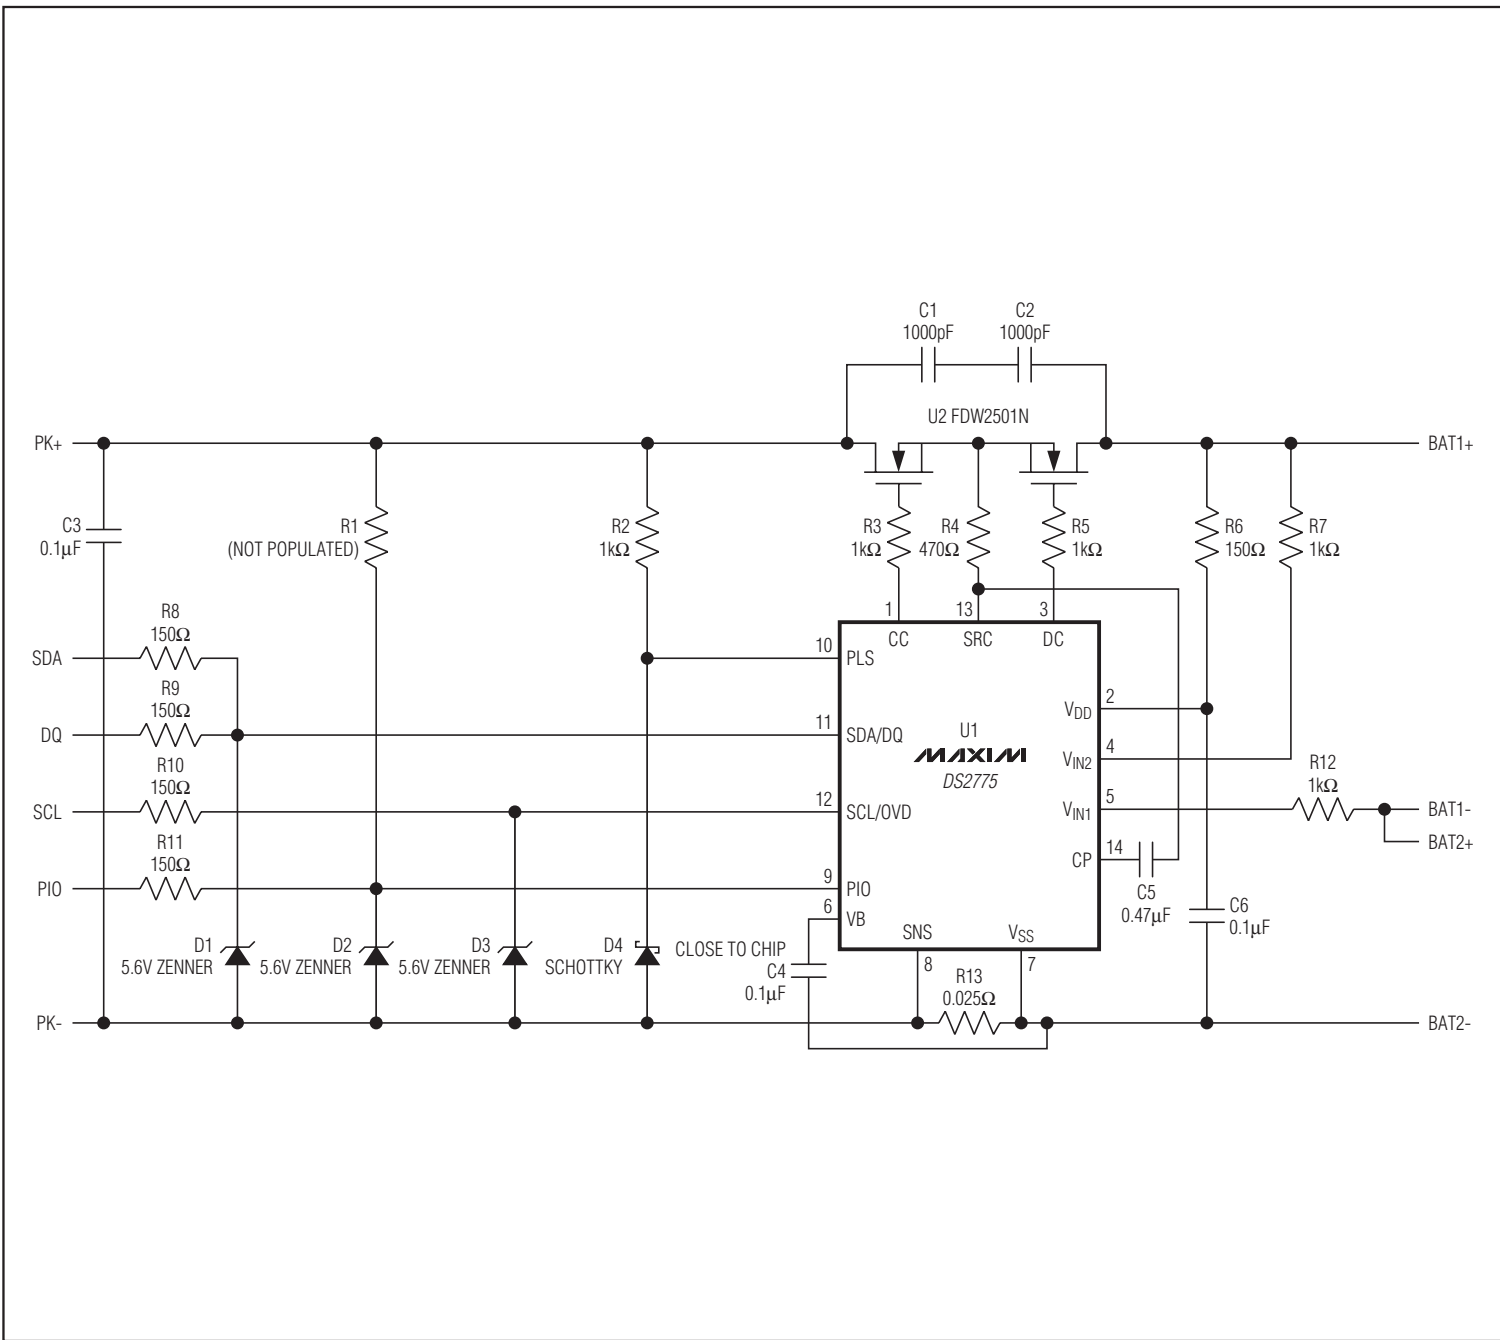 C1
1000pF
C2
1000pF
U2 FDW2501N
PK+
BAT1+
C3
0.1µF
R1
(NOT POPULATED)
R2
1kΩ
R3
1kΩ
R4
470Ω
R5
1kΩ
R6
150Ω
R7
1kΩ
R8
150Ω
SDA
R9
150Ω
DQ
R10
150Ω
SCL
R11
150Ω
PIO
1
13
3
CC
SRC
DC
10
PLS
11
SDA/DQ
12
SCL/OVD
9
PIO
6
VB
U1
MAXIM
DS2775
2
VDD
4
VIN2
5
VIN1
14
CP
R12
1kΩ
BAT1-
BAT2+
C5
0.47µF
C6
0.1µF
SNS
VSS
8
7
D1
5.6V ZENNER
D2
5.6V ZENNER
D3
5.6V ZENNER
D4
SCHOTTKY
CLOSE TO CHIP
C4
0.1µF
R13
0.025Ω
PK-
BAT2-